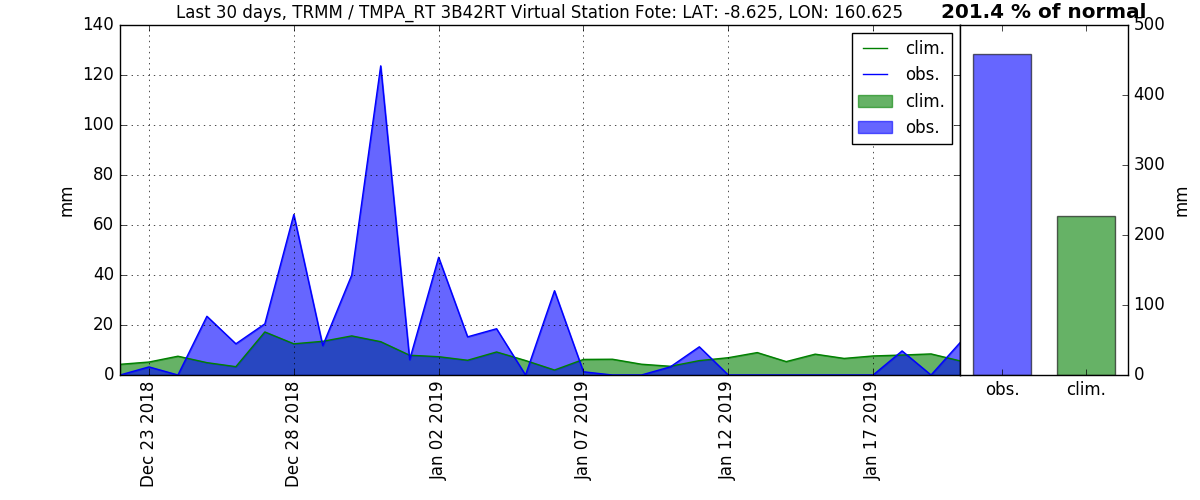 Last 30 days, TRMM / TMPA_RT 3B42RT Virtual Station Fote: LAT: -8.625, LON: 160.625
201.4 % of normal
140
120
100
80
60
40
20
0
mm
clim.
obs.
clim.
obs.
Dec 23 2018
Dec 28 2018
Jan 02 2019
Jan 07 2019
Jan 12 2019
Jan 17 2019
500
400
300
200
100
0
mm
obs.
clim.